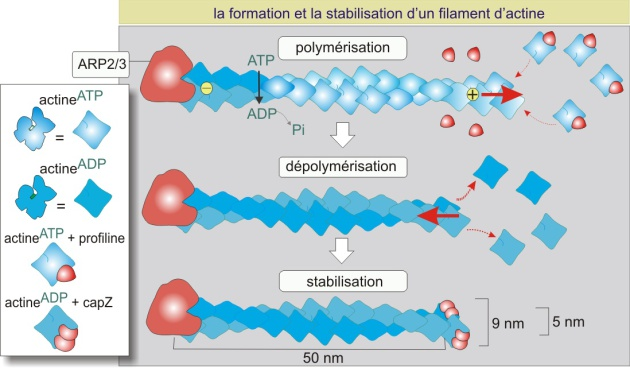 la formation et la stabilisation d'un filament d'actine
polymérisation
ARP2/3
ATP
ADP
Pi
−
+
actineATP
=
actineADP
=
actineATP + profiline
actineADP + capZ
dépolymérisation
stabilisation
9 nm
5 nm
50 nm